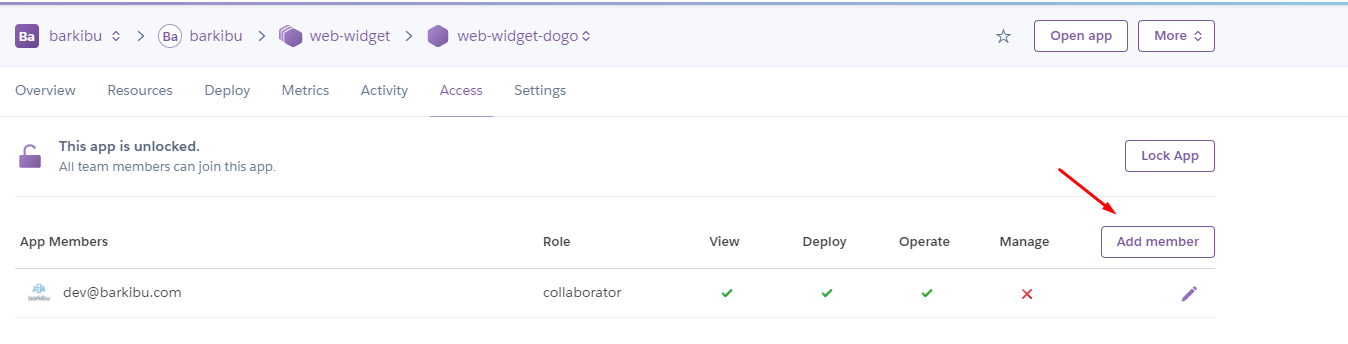 Ba barkibu > Ba barkibu > web-widget > web-widget-dogo Open app More
Overview Resources Deploy Metrics Activity Access Settings
This app is unlocked.
All team members can join this app.
Lock App
App Members Role View Deploy Operate Manage Add member
barkibu dev@barkibu.com collaborator